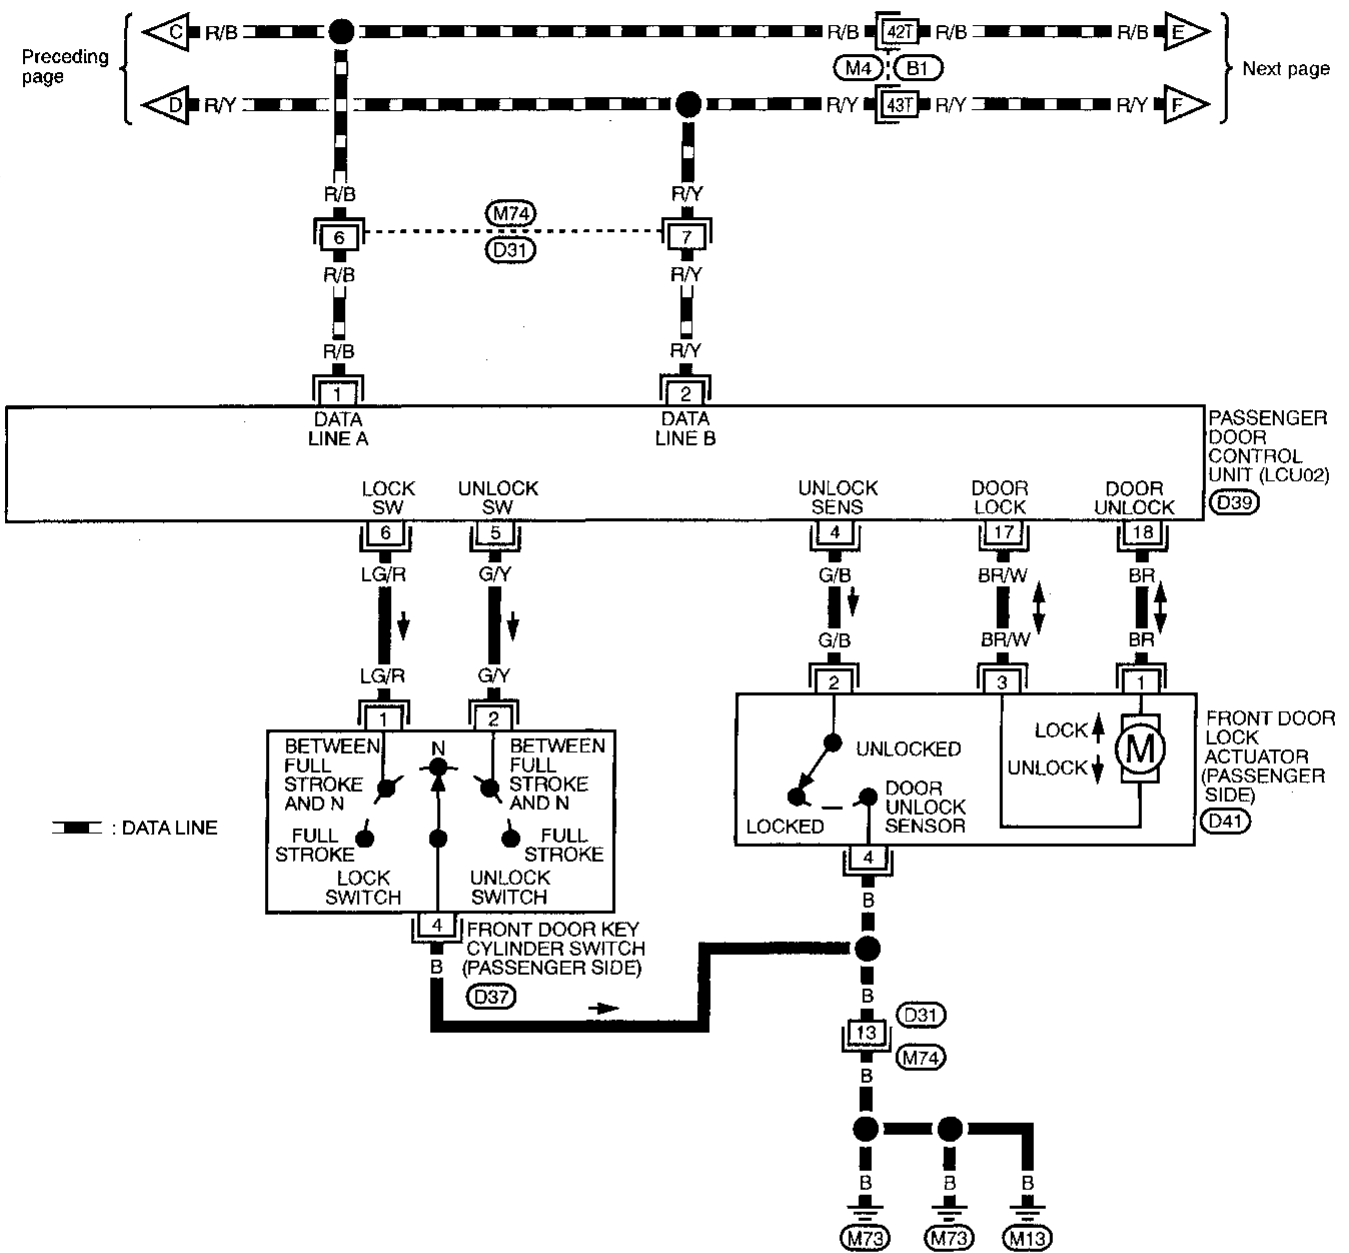 C R/B R/B 42T R/B R/B E
Preceding
page
M4 B1
Next page
D R/Y R/Y 43T R/Y R/Y F
R/B R/Y
M74
6 7
D31
R/B R/Y
R/B R/Y
1 2
DATA
LINE A
DATA
LINE B
PASSENGER
DOOR
CONTROL
UNIT (LCU02)
D39
LOCK
SW
UNLOCK
SW
UNLOCK
SENS
DOOR
LOCK
DOOR
UNLOCK
6 5 4 17 18
LG/R G/Y G/B BR/W BR
G/B BR/W BR
LG/R G/Y
2 3 1
1 2
BETWEEN
FULL
STROKE
AND N
N
BETWEEN
FULL
STROKE
AND N
FULL
STROKE
FULL
STROKE
LOCK
SWITCH
UNLOCK
SWITCH
UNLOCKED
LOCKED
DOOR
UNLOCK
SENSOR
LOCK
UNLOCK
M
FRONT DOOR
LOCK
ACTUATOR
(PASSENGER
SIDE)
D41
: DATA LINE
4
4
B
FRONT DOOR KEY
CYLINDER SWITCH
(PASSENGER SIDE)
D37
B
B
D31
13
M74
B
B B B
M73 M73 M13